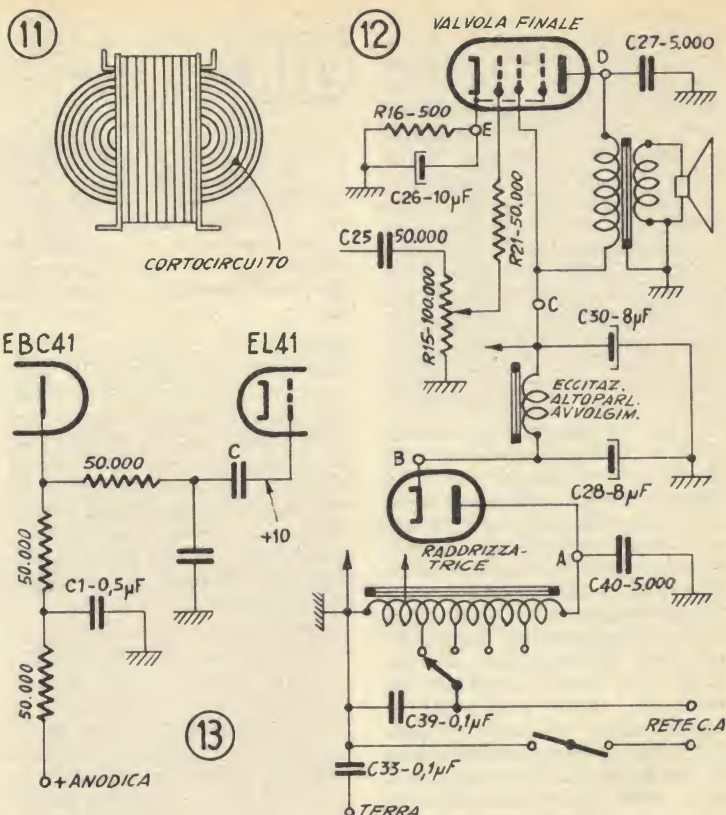 11
CORTOCIRCUITO
12
VALVOLA FINALE
D
C27-5.000
R16-500
E
C26-10µF
R21-50.000
C25
50.000
R15-100.000
C
C30-8µF
ECCITAZ.
ALTOPARL.
AVVOLGIM.
B
C28-8µF
RADDRIZZA-
TRICE
A
C40-5.000
C39-0,1µF
RETE C.A
C33-0,1µF
TERRA
EBC41
EL41
50.000
C
+10
50.000
C1-0,5µF
50.000
13
+ ANODICA